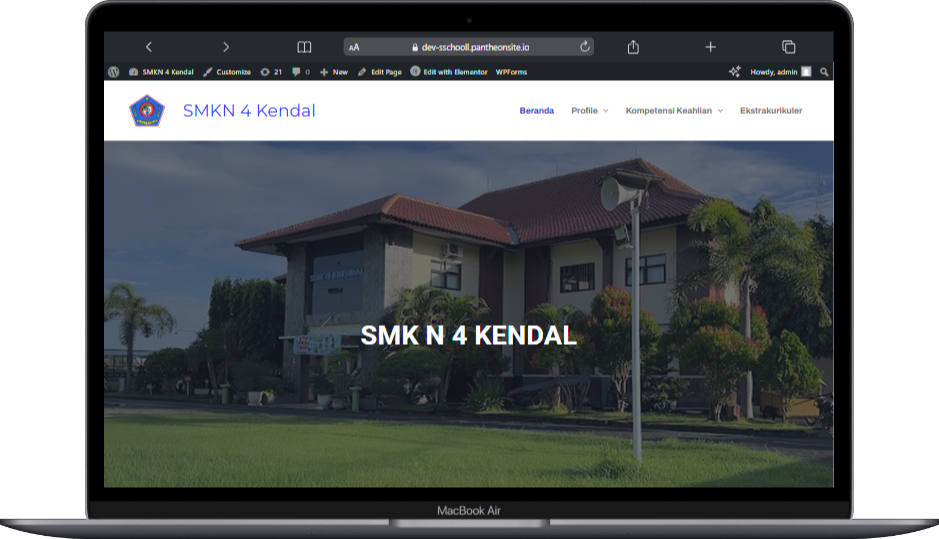 AA dev-sschooll.pantheonsite.io
SMKN 4 Kendal Customize 21 0 New Edit Page Edit with Elementor WPForms Howdy, admin
SMKN 4 Kendal Beranda Profile Kompetensi Keahlian Ekstrakurikuler
SMK N 4 KENDAL
MacBook Air